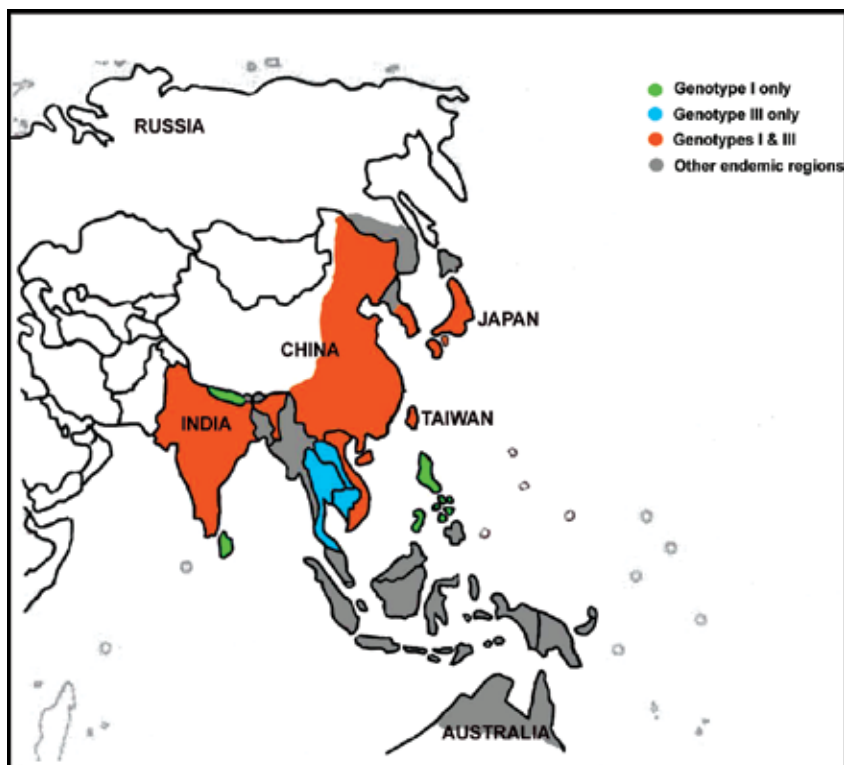 Genotype I only
Genotype III only
Genotypes I & III
Other endemic regions
RUSSIA
JAPAN
CHINA
INDIA
TAIWAN
AUSTRALIA